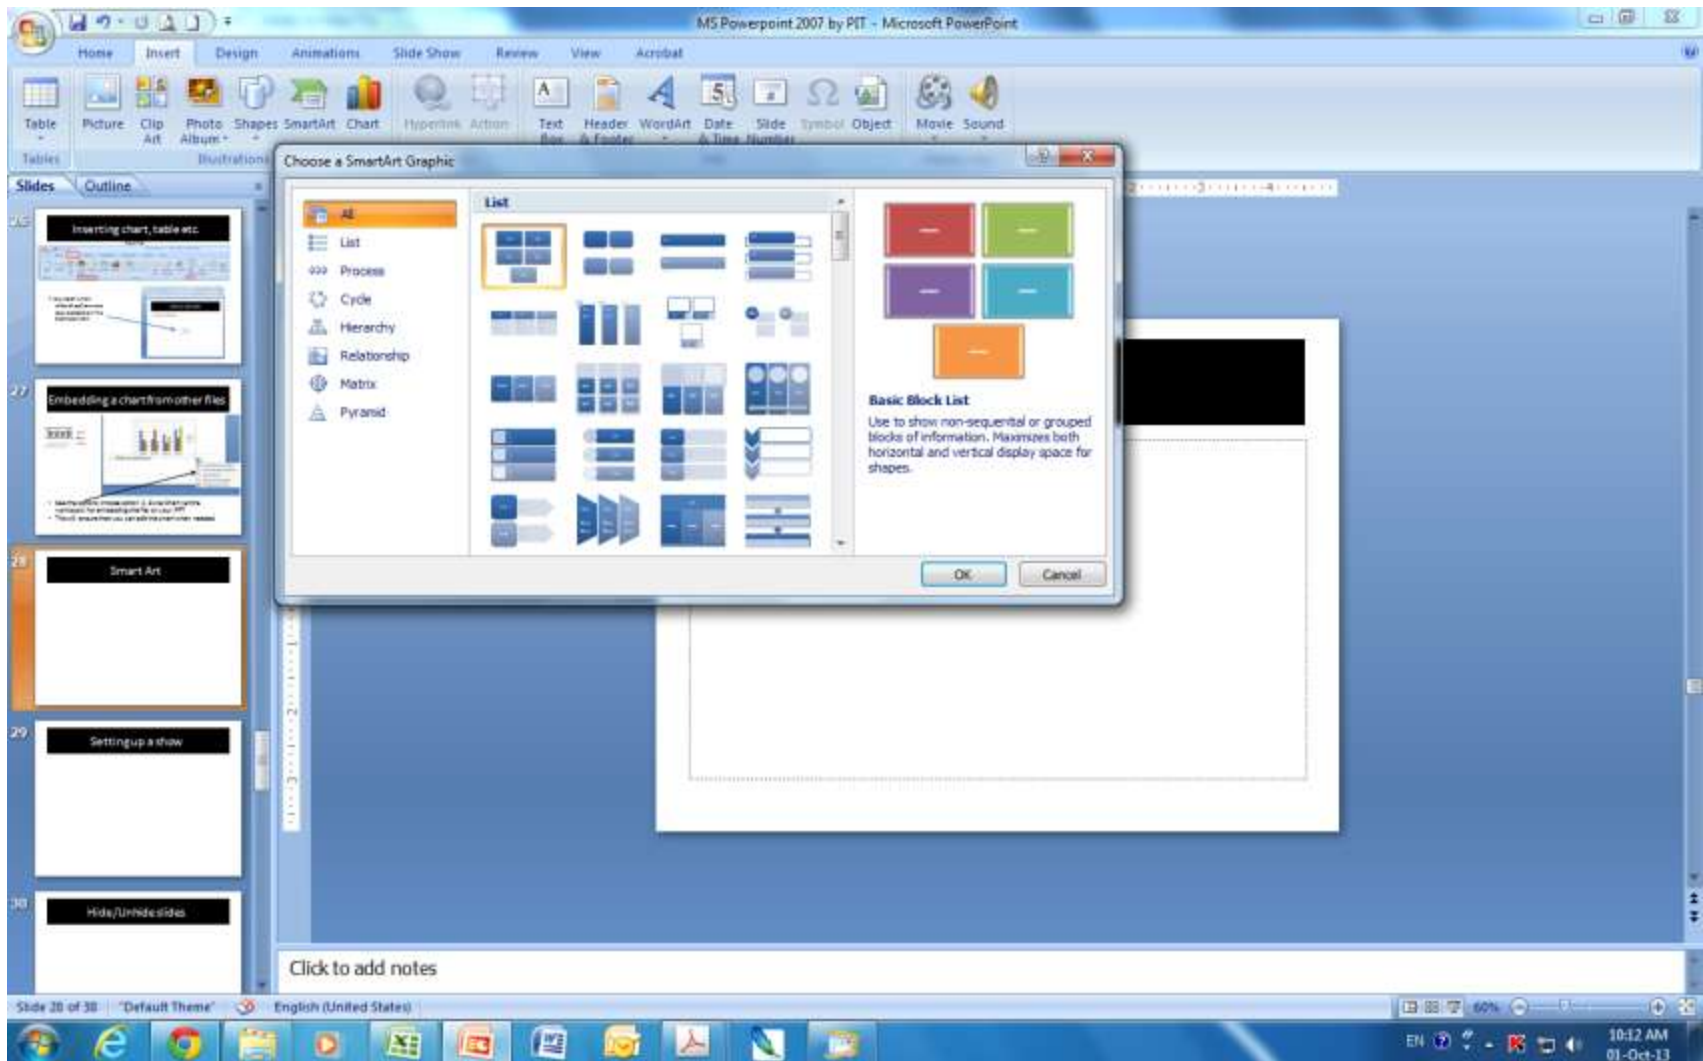 MS Powerpoint 2007 by PIT - Microsoft PowerPoint
Home Insert Design Animations Slide Show Review View Acrobat
Table Picture Clip Art Photo Album Shapes SmartArt Chart Hyperlink Action Text Box Header & Footer WordArt Date & Time Slide Number Symbol Object Movie Sound
Tables Illustrations
Choose a SmartArt Graphic
Slides Outline
All
List
Process
Cycle
Hierarchy
Relationship
Matrix
Pyramid
List
Basic Block List
Use to show non-sequential or grouped
blocks of information. Maximizes both
horizontal and vertical display space for
shapes.
OK Cancel
Inserting chart, table etc.
27
Embedding a chart from other files
28
Smart Art
29
Setting up a show
30
Hide/Unhide slides
Click to add notes
Slide 28 of 38 "Default Theme" English (United States) 60%
EN 10:12 AM
01-Oct-13